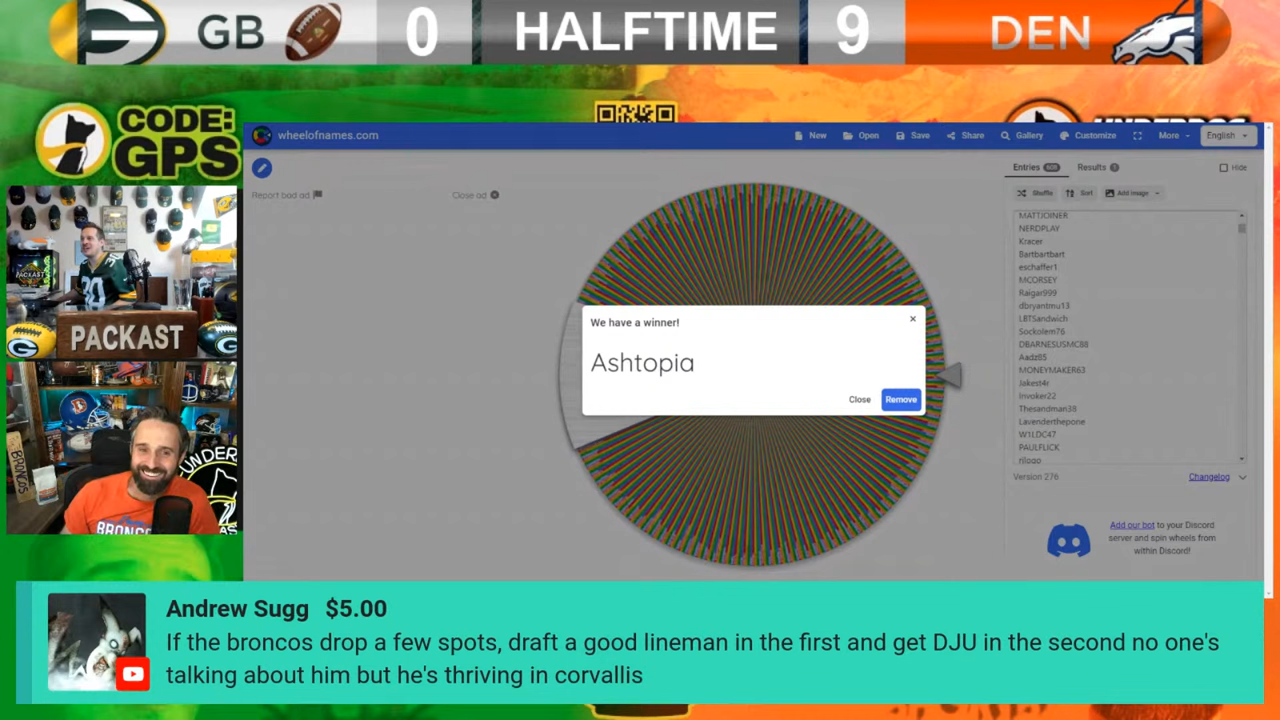 GB 0 HALFTIME 9 DEN
CODE:
GPS
wheelofnames.com
New Open Save Share Gallery Customize More English
Report bad ad
Close ad
Entries Results
Hide
Shuffle Sort Add image
MATTJOINER
NERDPLAY
Kracer
Bartbartbart
eschaffer1
MCORSEY
Raigar999
dbryantmu13
LBTSandwich
Sockolem76
DBARNESUSMC88
Aadz85
MONEYMAKER63
Jakest4r
Invoker22
Thesandman38
Lavenderthepone
W1LDC47
PAULFLICK
We have a winner!
Ashtopia
Close Remove
Version 276
Changelog
Add our bot to your Discord
server and spin wheels from
within Discord!
PACKAST
BRONCOS
Andrew Sugg $5.00
If the broncos drop a few spots, draft a good lineman in the first and get DJU in the second no one's
talking about him but he's thriving in corvallis